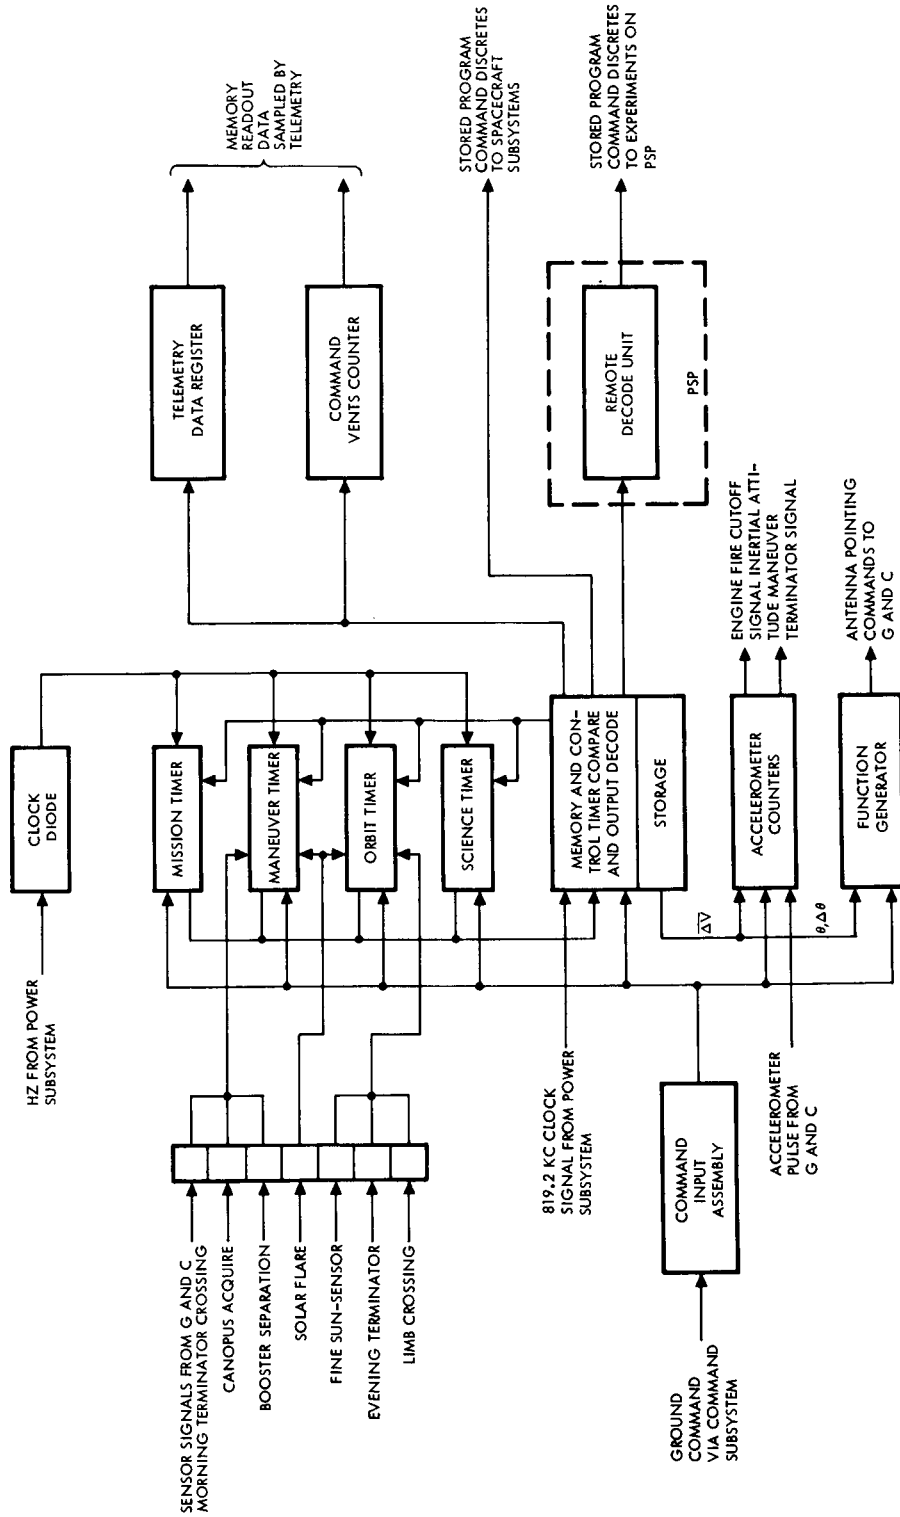 HZ FROM POWER
SUBSYSTEM
CLOCK
DIODE
SENSOR SIGNALS FROM G AND C
MORNING TERMINATOR CROSSING
CANOPUS ACQUIRE
BOOSTER SEPARATION
SOLAR FLARE
FINE SUN-SENSOR
EVENING TERMINATOR
LIMB CROSSING
MISSION TIMER
MANEUVER TIMER
ORBIT TIMER
SCIENCE TIMER
TELEMETRY
DATA REGISTER
COMMAND
VENTS COUNTER
MEMORY
READOUT
DATA
SAMPLED BY
TELEMETRY
819.2 KC CLOCK
SIGNAL FROM POWER
SUBSYSTEM
MEMORY AND CON-
TROL TIMER COMPARE
AND OUTPUT DECODE
STORAGE
STORED PROGRAM
COMMAND DISCRETES
TO SPACECRAFT
SUBSYSTEMS
REMOTE
DECODE UNIT
PSP
STORED PROGRAM
COMMAND DISCRETES
TO EXPERIMENTS ON
PSP
GROUND
COMMAND
VIA COMMAND
SUBSYSTEM
COMMAND
INPUT
ASSEMBLY
ACCELEROMETER
PULSE FROM
G AND C
Δ̅V̅
θ,Δθ
ACCELEROMETER
COUNTERS
ENGINE FIRE CUTOFF
SIGNAL INERTIAL ATTI-
TUDE MANEUVER
TERMINATOR SIGNAL
FUNCTION
GENERATOR
ANTENNA POINTING
COMMANDS TO
G AND C